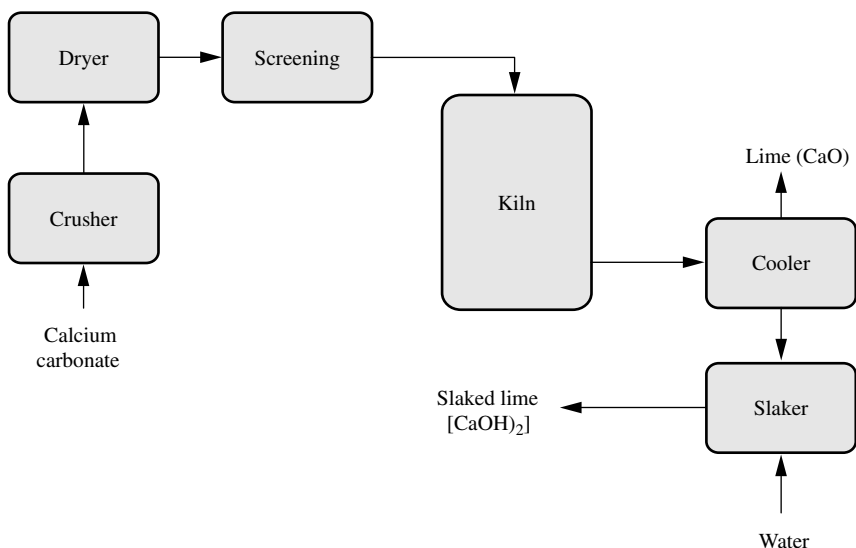 Dryer
Screening
Crusher
Calcium
carbonate
Kiln
Lime (CaO)
Cooler
Slaked lime
[CaOH)₂]
Slaker
Water